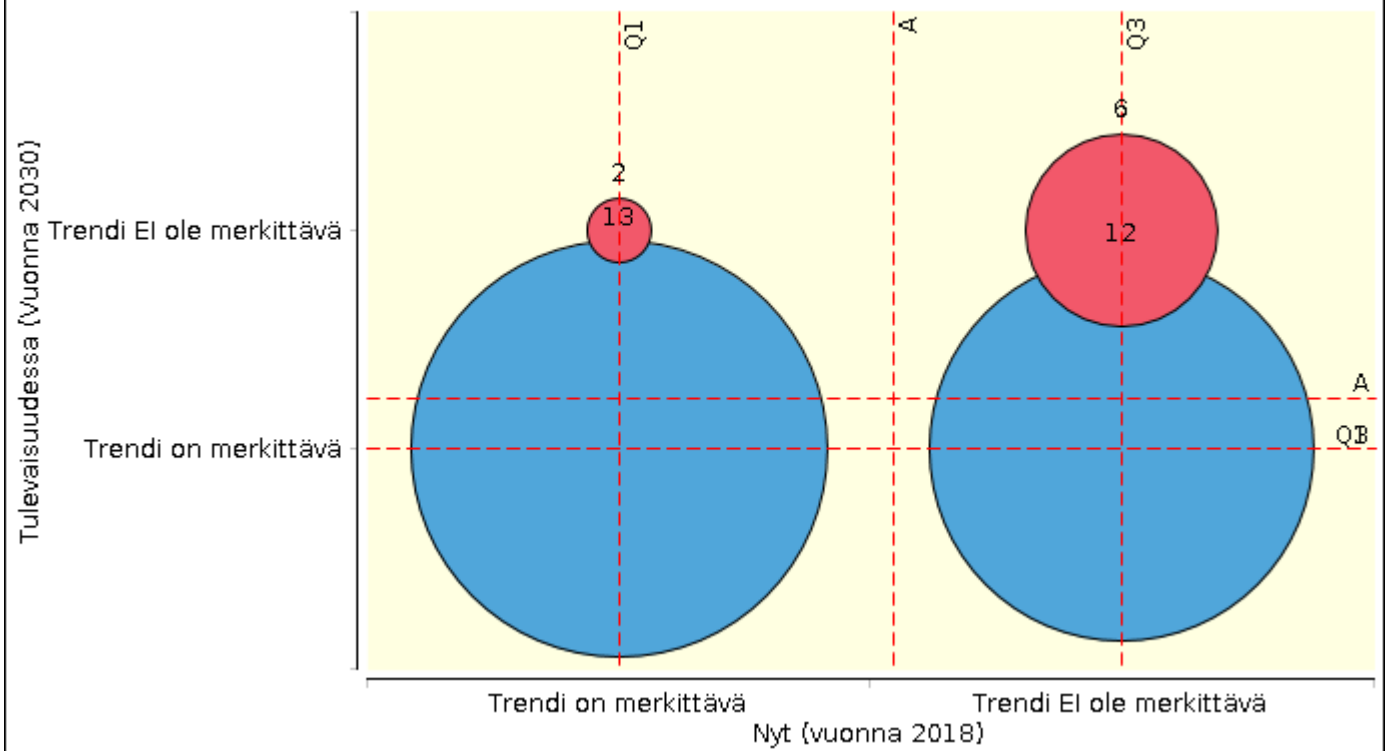 Q1
A
Q3
6
2
13
12
Tulevaisuudessa (Vuonna 2030)
Trendi EI ole merkittävä
A
Trendi on merkittävä
Trendi on merkittävä
Trendi EI ole merkittävä
Nyt (vuonna 2018)